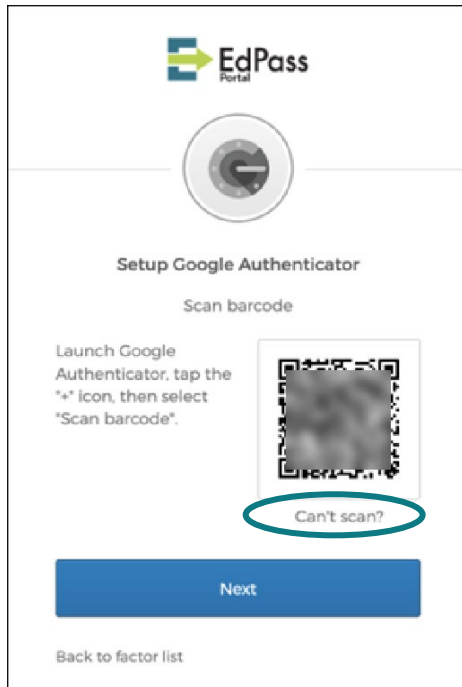 EdPass
Portal
Setup Google Authenticator
Scan barcode
Launch Google
Authenticator, tap the
"+" icon, then select
"Scan barcode".
Can't scan?
Next
Back to factor list